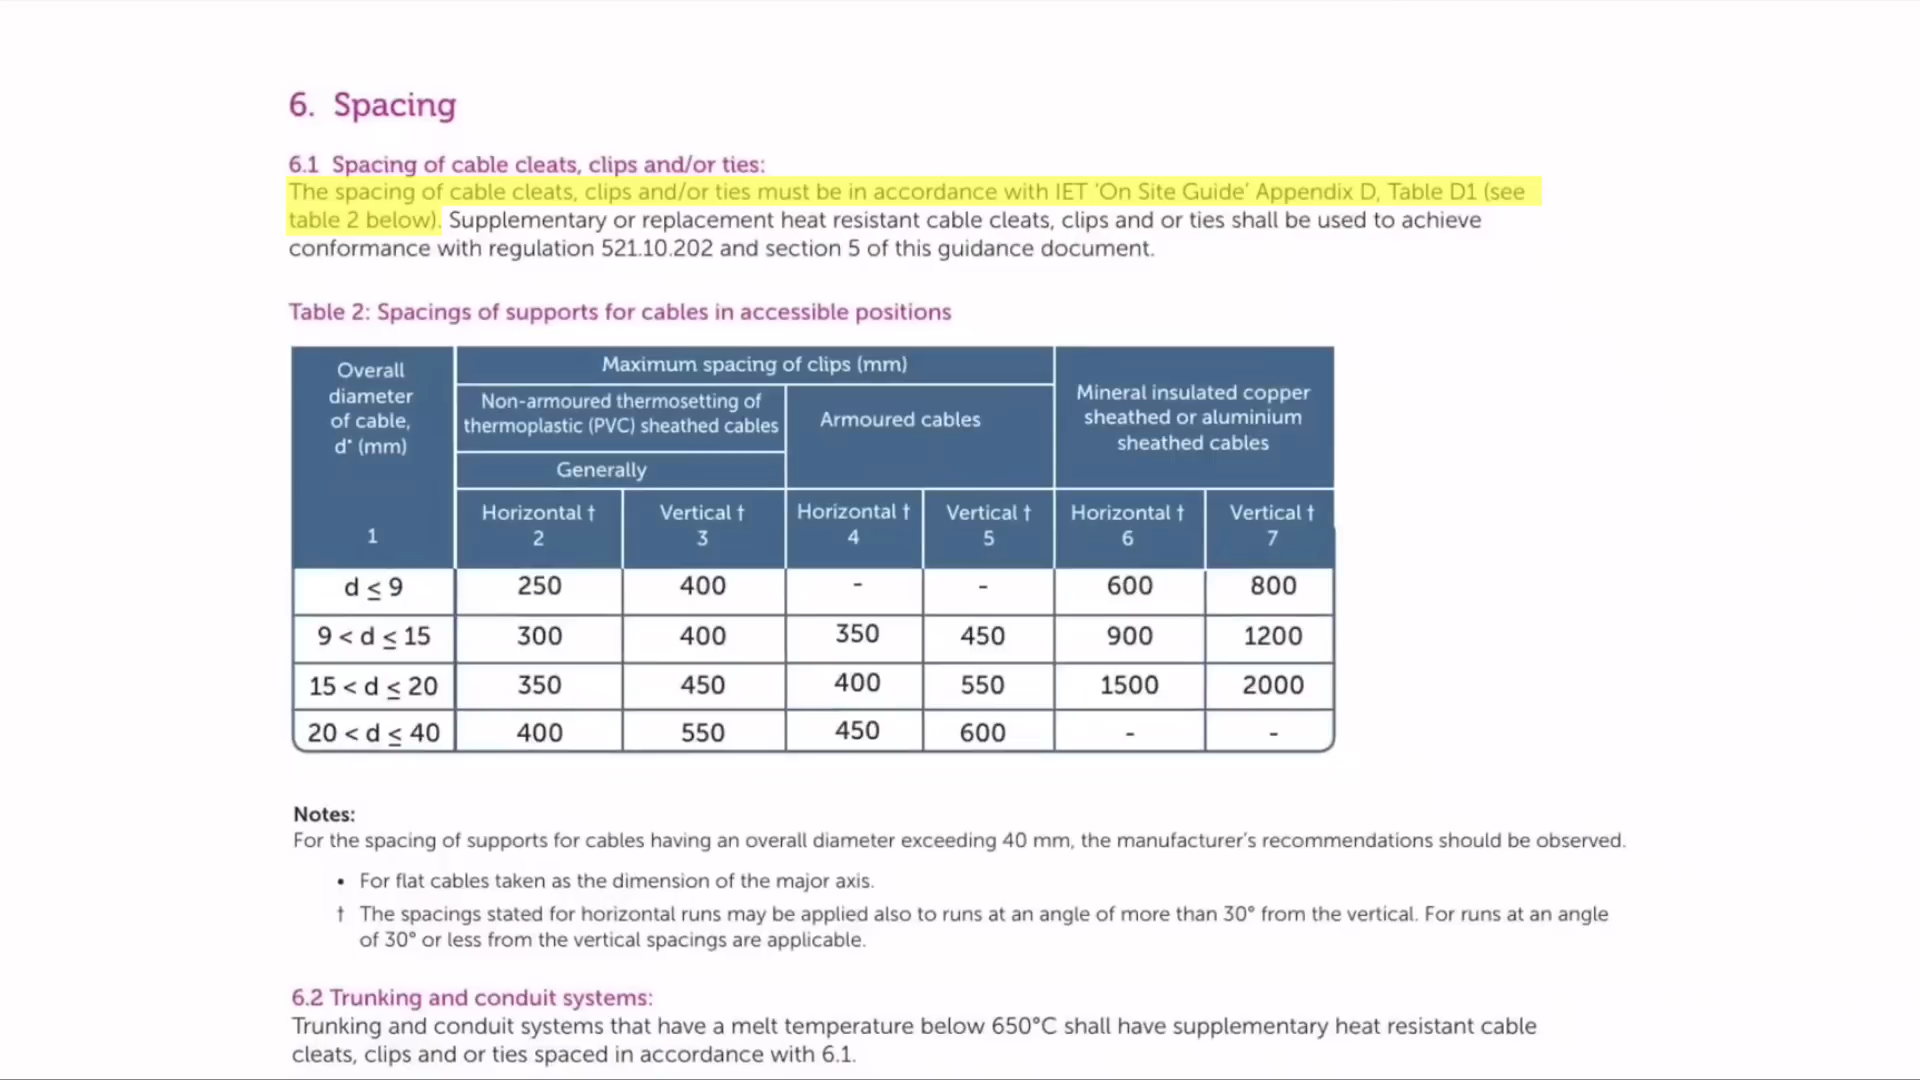 6. Spacing
6.1 Spacing of cable cleats, clips and/or ties:
The spacing of cable cleats, clips and/or ties must be in accordance with IET 'On Site Guide' Appendix D, Table D1 (see
table 2 below). Supplementary or replacement heat resistant cable cleats, clips and or ties shall be used to achieve
conformance with regulation 521.10.202 and section 5 of this guidance document.
Table 2: Spacings of supports for cables in accessible positions
Overall
diameter
of cable,
d* (mm)
1
Maximum spacing of clips (mm)
Non-armoured thermosetting of
thermoplastic (PVC) sheathed cables
Generally
Armoured cables
Mineral insulated copper
sheathed or aluminium
sheathed cables
Horizontal † Vertical † Horizontal † Vertical † Horizontal † Vertical †
2 3 4 5 6 7
d ≤ 9 250 400 - - 600 800
9 < d ≤ 15 300 400 350 450 900 1200
15 < d ≤ 20 350 450 400 550 1500 2000
20 < d ≤ 40 400 550 450 600 - -
Notes:
For the spacing of supports for cables having an overall diameter exceeding 40 mm, the manufacturer's recommendations should be observed.
• For flat cables taken as the dimension of the major axis.
† The spacings stated for horizontal runs may be applied also to runs at an angle of more than 30° from the vertical. For runs at an angle
of 30° or less from the vertical spacings are applicable.
6.2 Trunking and conduit systems:
Trunking and conduit systems that have a melt temperature below 650°C shall have supplementary heat resistant cable
cleats, clips and or ties spaced in accordance with 6.1.